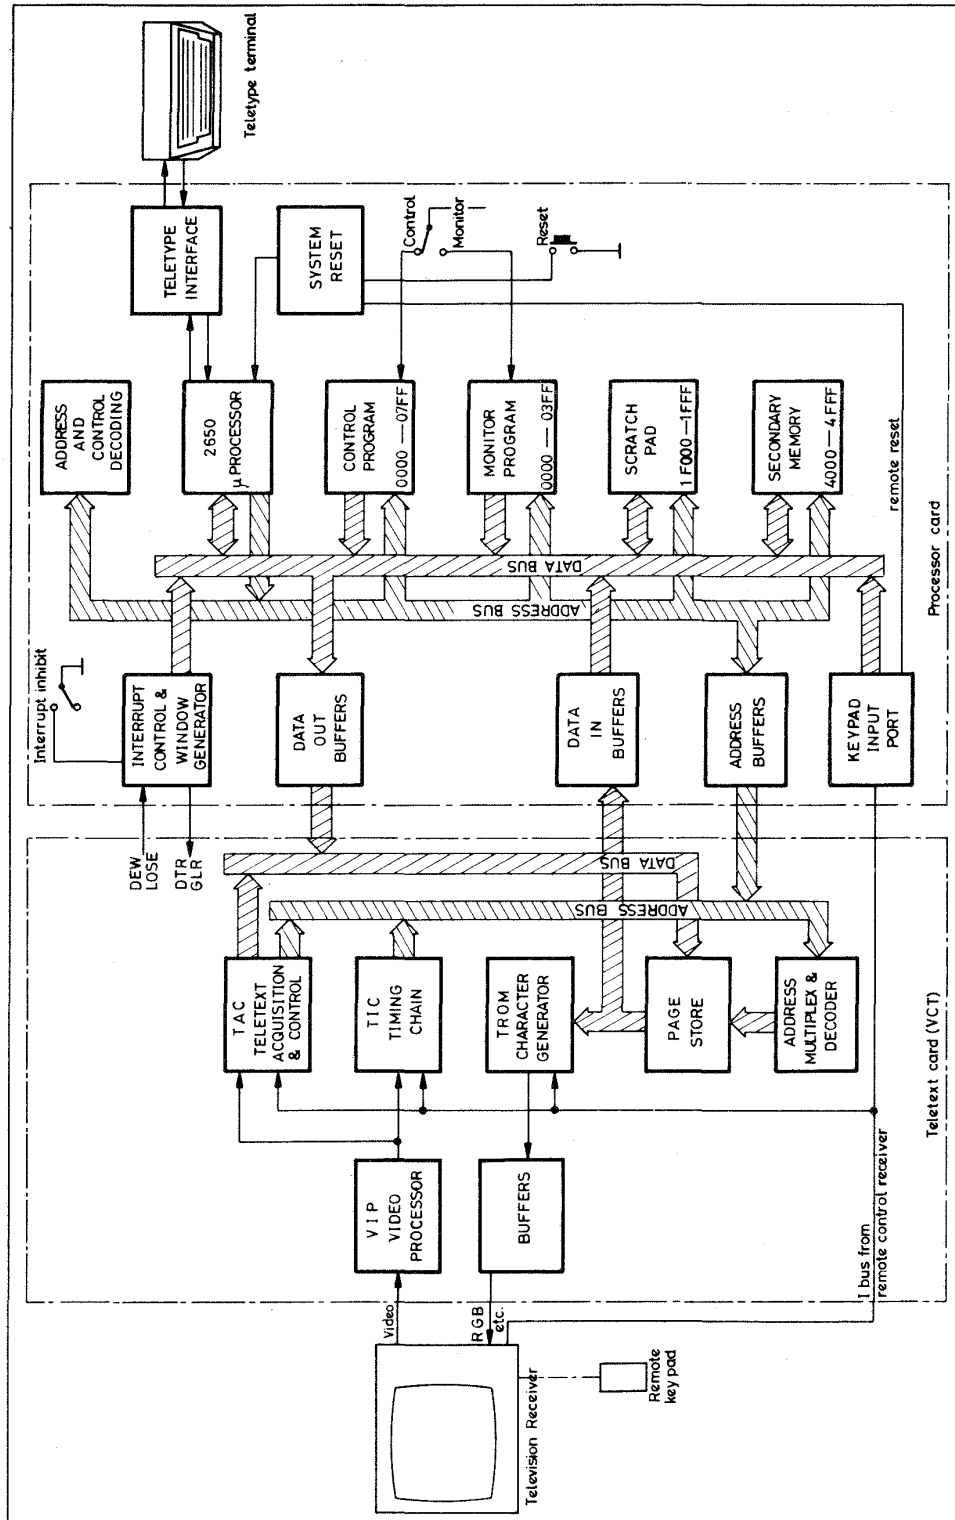 Teletype terminal
TELETYPE
INTERFACE
SYSTEM
RESET
Control
Monitor
Reset
ADDRESS
AND
CONTROL
DECODING
2650
μPROCESSOR
CONTROL
PROGRAM
0000—07FF
MONITOR
PROGRAM
0000—03FF
SCRATCH
PAD
1F000—1FFF
SECONDARY
MEMORY
4000—4FFF
remote reset
DATA BUS
ADDRESS BUS
Processor card
Interrupt inhibit
INTERRUPT
CONTROL &
WINDOW
GENERATOR
DATA
OUT
BUFFERS
DATA
IN
BUFFERS
ADDRESS
BUFFERS
KEYPAD
INPUT
PORT
DEW
LOSE
DTR
GLR
DATA BUS
ADDRESS BUS
TAC
TELETEXT
ACQUISITION
& CONTROL
TIC
TIMING
CHAIN
TROM
CHARACTER
GENERATOR
PAGE
STORE
ADDRESS
MULTIPLEX &
DECODER
Teletext card (VCT)
VIP
VIDEO
PROCESSOR
BUFFERS
I bus from
remote control receiver
Video
RGB
etc.
Television Receiver
Remote
key pad